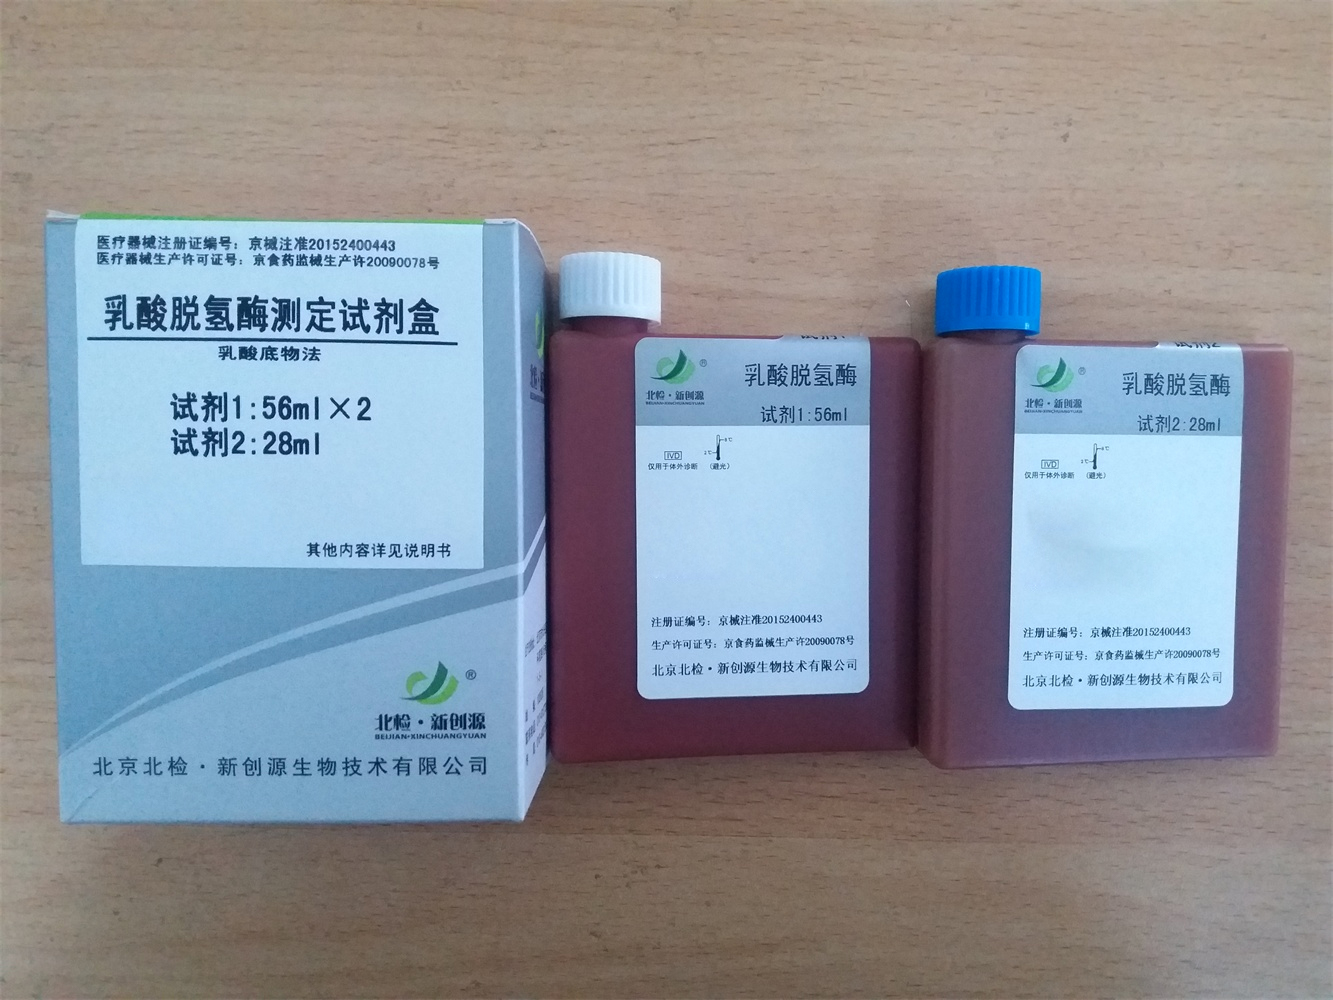 医疗器械注册证编号：京械注准20152400443
医疗器械生产许可证号：京食药监械生产许20090078号
乳酸脱氢酶测定试剂盒
乳酸底物法
试剂1:56ml×2
试剂2:28ml
其他内容详见说明书
®
北检·新创源
BEIJIAN·XINCHUANGYUAN
北京北检·新创源生物技术有限公司
试剂1
®
北检·新创源
BEIJIAN·XINCHUANGYUAN
乳酸脱氢酶
试剂1:56ml
IVD
仅用于体外诊断
2℃
8℃
(避光)
注册证编号：京械注准20152400443
生产许可证号：京食药监械生产许20090078号
北京北检·新创源生物技术有限公司
试剂2
®
北检·新创源
BEIJIAN·XINCHUANGYUAN
乳酸脱氢酶
试剂2:28ml
IVD
仅用于体外诊断
2℃
8℃
(避光)
注册证编号：京械注准20152400443
生产许可证号：京食药监械生产许20090078号
北京北检·新创源生物技术有限公司